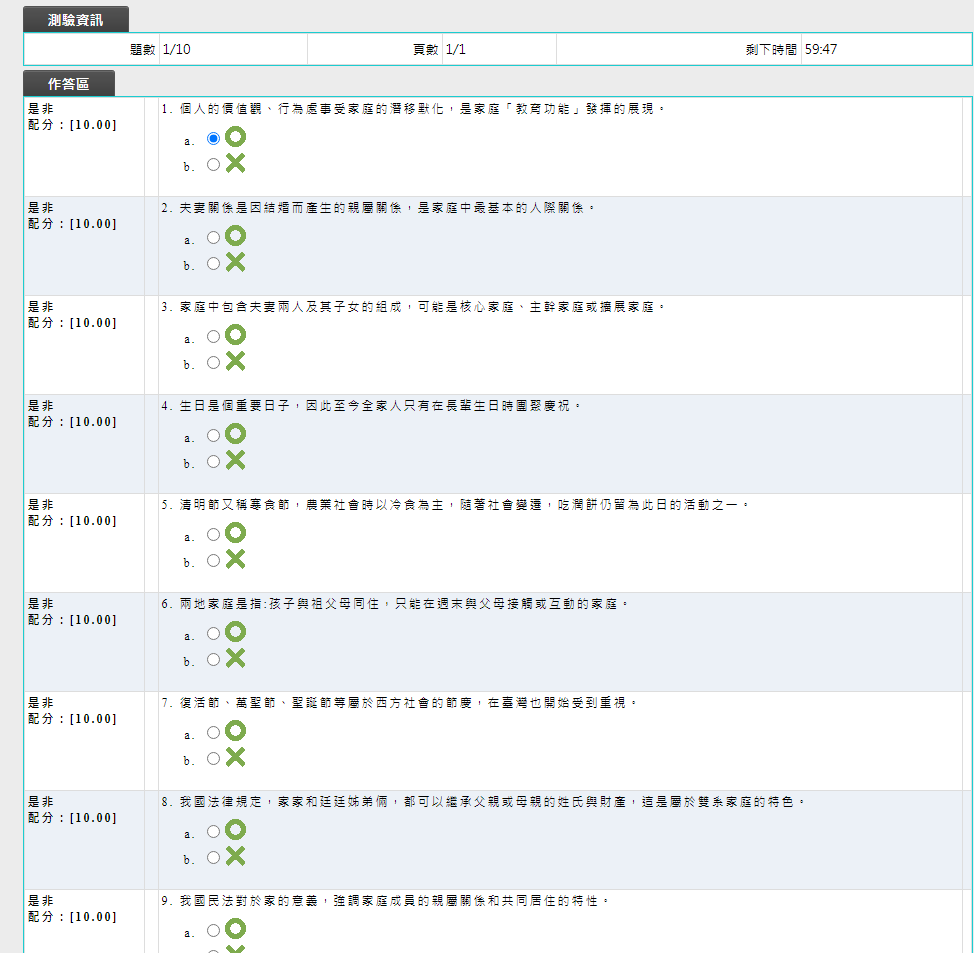 測驗資訊
題數 1/10 頁數 1/1 剩下時間 59:47
作答區
是非
配分：[10.00]
1. 個人的價值觀、行為處事受家庭的潛移默化，是家庭「教育功能」發揮的展現。
a.
b.
是非
配分：[10.00]
2. 夫妻關係是因結婚而產生的親屬關係，是家庭中最基本的人際關係。
a.
b.
是非
配分：[10.00]
3. 家庭中包含夫妻兩人及其子女的組成，可能是核心家庭、主幹家庭或擴展家庭。
a.
b.
是非
配分：[10.00]
4. 生日是個重要日子，因此至今全家人只有在長輩生日時團聚慶祝。
a.
b.
是非
配分：[10.00]
5. 清明節又稱寒食節，農業社會時以冷食為主，隨著社會變遷，吃潤餅仍留為此日的活動之一。
a.
b.
是非
配分：[10.00]
6. 兩地家庭是指:孩子與祖父母同住，只能在週末與父母接觸或互動的家庭。
a.
b.
是非
配分：[10.00]
7. 復活節、萬聖節、聖誕節等屬於西方社會的節慶，在臺灣也開始受到重視。
a.
b.
是非
配分：[10.00]
8. 我國法律規定，家家和廷廷姊弟倆，都可以繼承父親或母親的姓氏與財產，這是屬於雙系家庭的特色。
a.
b.
是非
配分：[10.00]
9. 我國民法對於家的意義，強調家庭成員的親屬關係和共同居住的特性。
a.